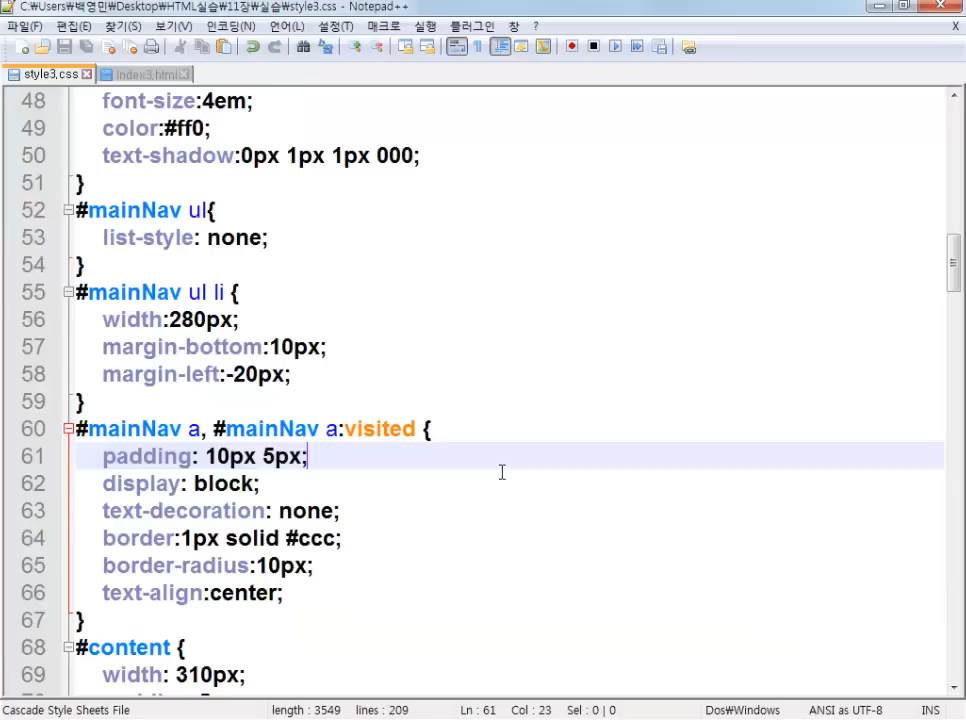 C:₩Users₩백영민₩Desktop₩HTML실습₩11장₩실습₩style3.css - Notepad++
파일(F) 편집(E) 찾기(S) 보기(V) 인코딩(N) 언어(L) 설정(T) 매크로 실행 플러그인 창 ? X
style3.css index3.html
48 font-size:4em;
49 color:#ff0;
50 text-shadow:0px 1px 1px 000;
51 }
52 #mainNav ul{
53 list-style: none;
54 }
55 #mainNav ul li {
56 width:280px;
57 margin-bottom:10px;
58 margin-left:-20px;
59 }
60 #mainNav a, #mainNav a:visited {
61 padding: 10px 5px;
62 display: block;
63 text-decoration: none;
64 border:1px solid #ccc;
65 border-radius:10px;
66 text-align:center;
67 }
68 #content {
69 width: 310px;
Cascade Style Sheets File length : 3549 lines : 209 Ln : 61 Col : 23 Sel : 0 | 0 Dos₩Windows ANSI as UTF-8 INS